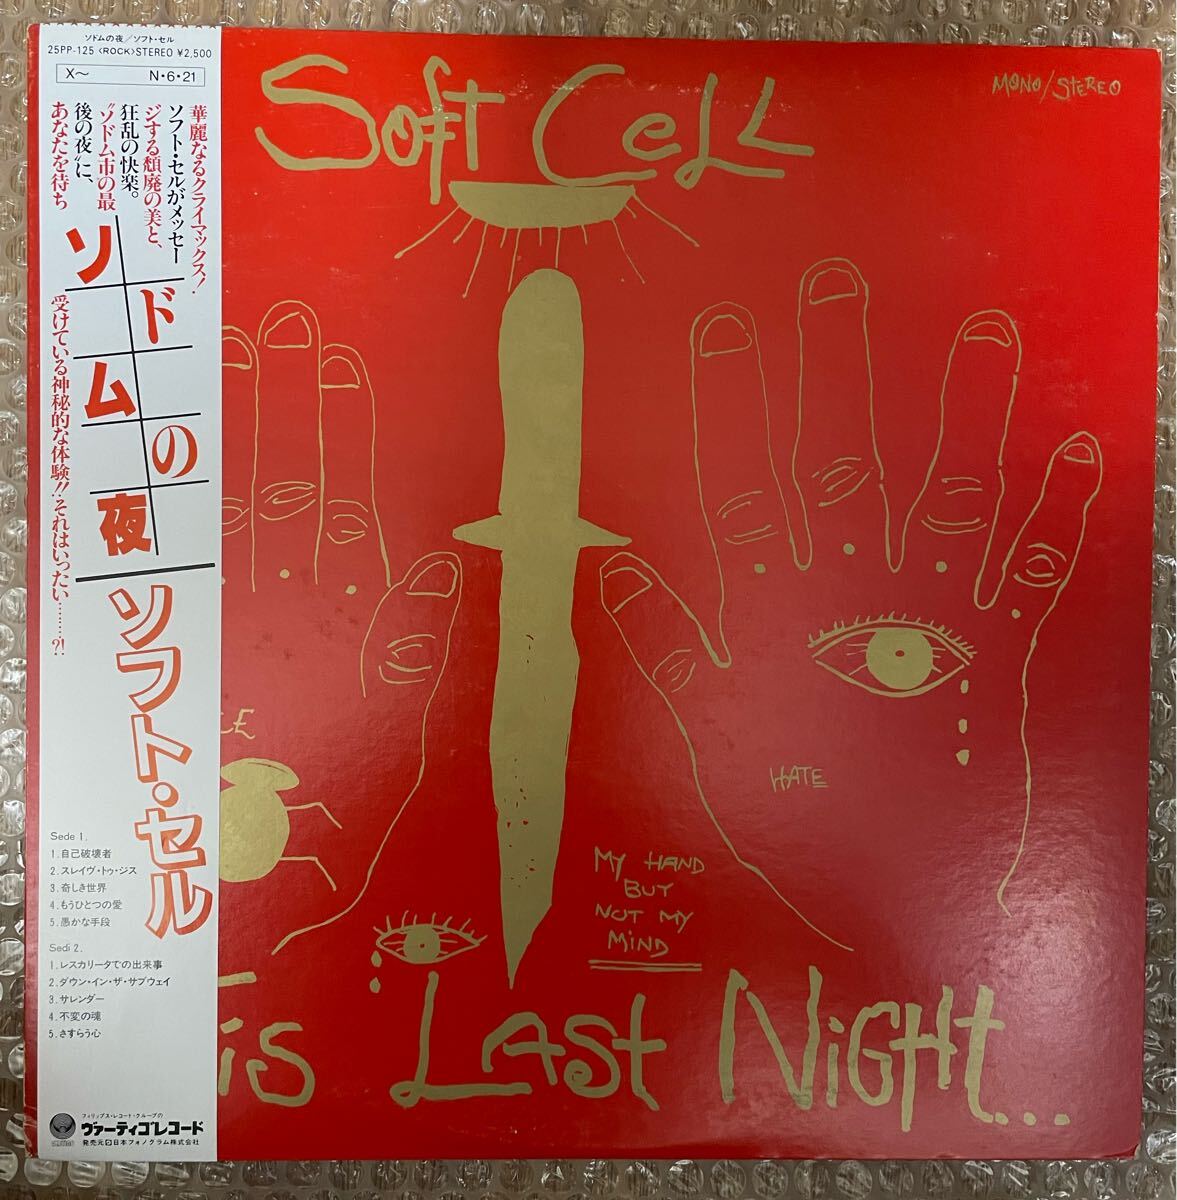 ソドムの夜／ソフト・セル
25PP-125 〈ROCK〉STEREO ¥2,500
X〜 N・6・21
華麗なるクライマックス!
ソフト・セルがメッセー
ジする頽廃の美と、
狂乱の快楽。
“ソドム市の最
後の夜”に、
あなたを待ち
受けている神秘的な体験!!それはいったい………?!
ソドムの夜
ソフト・セル
Sede 1.
1. 自己破壊者
2. スレイヴ・トゥ・ジス
3. 奇しき世界
4. もうひとつの愛
5. 愚かな手段
Sedi 2.
1. レスカリータでの出来事
2. ダウン・イン・ザ・サブウェイ
3. サレンダー
4. 不変の魂
5. さすらう心
フィリップス・レコード・グループの
ヴァーティゴレコード
発売元 日本フォノグラム株式会社
SOFT CELL
MONO/STEREO
HATE
MY HAND
BUT
NOT MY
MIND
is LAST NiGHt...